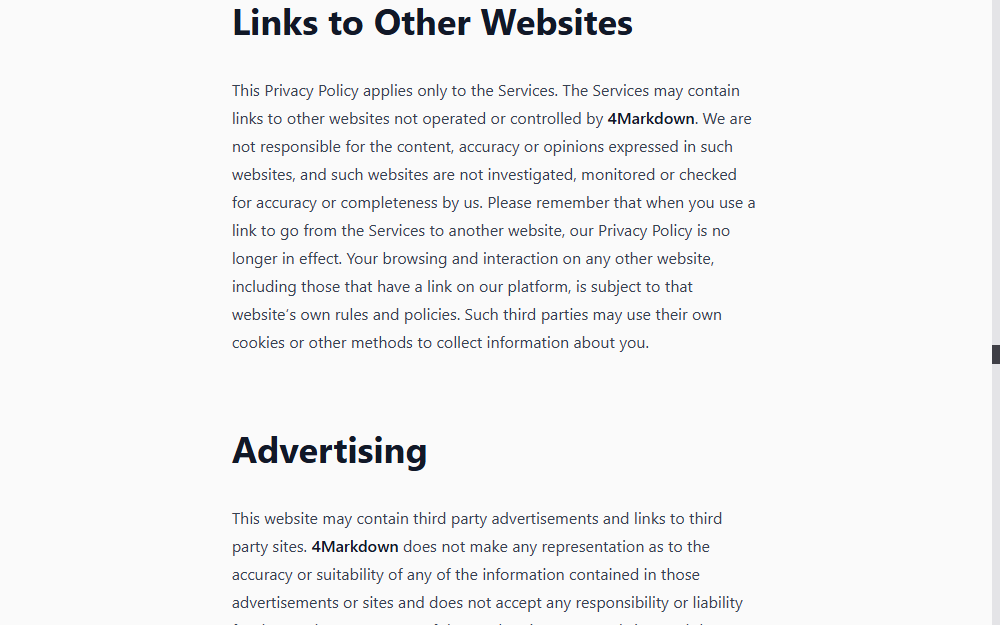 Links to Other Websites
This Privacy Policy applies only to the Services. The Services may contain
links to other websites not operated or controlled by 4Markdown. We are
not responsible for the content, accuracy or opinions expressed in such
websites, and such websites are not investigated, monitored or checked
for accuracy or completeness by us. Please remember that when you use a
link to go from the Services to another website, our Privacy Policy is no
longer in effect. Your browsing and interaction on any other website,
including those that have a link on our platform, is subject to that
website's own rules and policies. Such third parties may use their own
cookies or other methods to collect information about you.
Advertising
This website may contain third party advertisements and links to third
party sites. 4Markdown does not make any representation as to the
accuracy or suitability of any of the information contained in those
advertisements or sites and does not accept any responsibility or liability